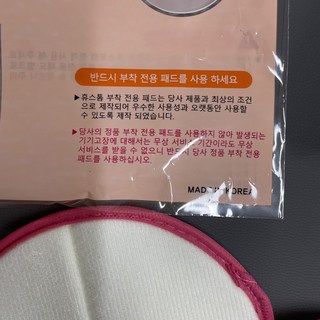 반드시 부착 전용 패드를 사용 하세요
▶휴스톰 부착 전용 패드는 당사 제품과 최상의 조건
으로 제작되어 우수한 사용성과 오랫동안 사용할
수 있도록 제작 되었습니다.
▶당사의 정품 부착 전용 패드를 사용하지 않아 발생되는
기기고장에 대해서는 무상 서비스 기간이라도 무상
서비스를 받을 수 없으니 반드시 당사 정품 부착 전용
패드를 사용하십시오.
MADE IN KOREA